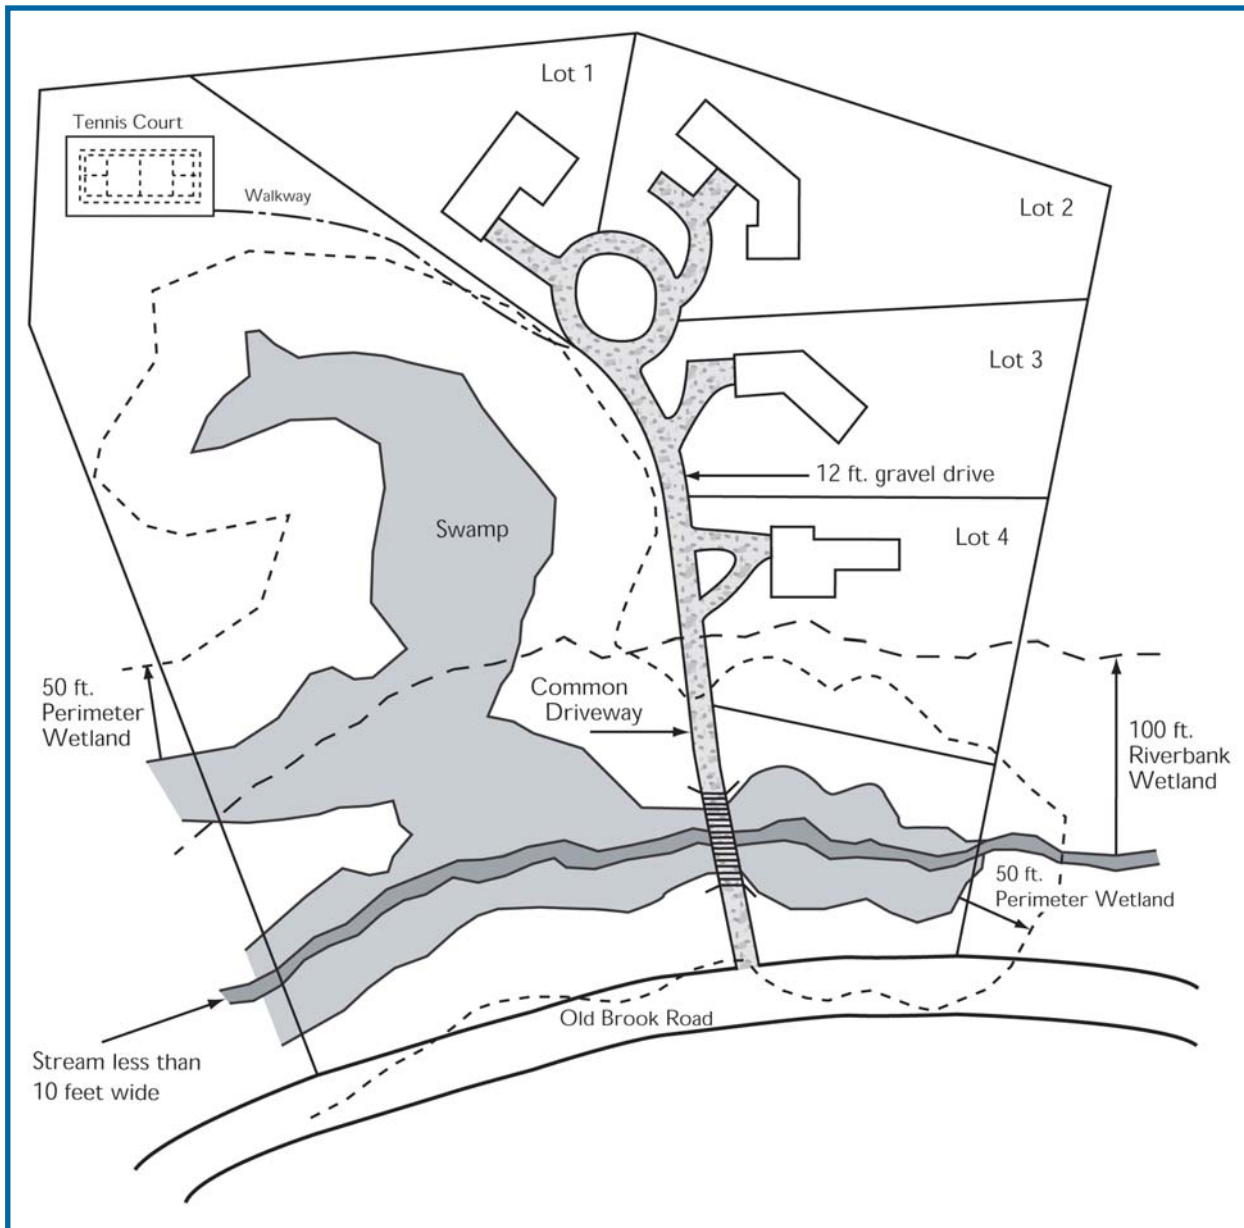 Lot 1
Tennis Court
Walkway
Lot 2
Lot 3
12 ft. gravel drive
Swamp
Lot 4
50 ft.
Perimeter
Wetland
Common
Driveway
100 ft.
Riverbank
Wetland
50 ft.
Perimeter Wetland
Old Brook Road
Stream less than
10 feet wide